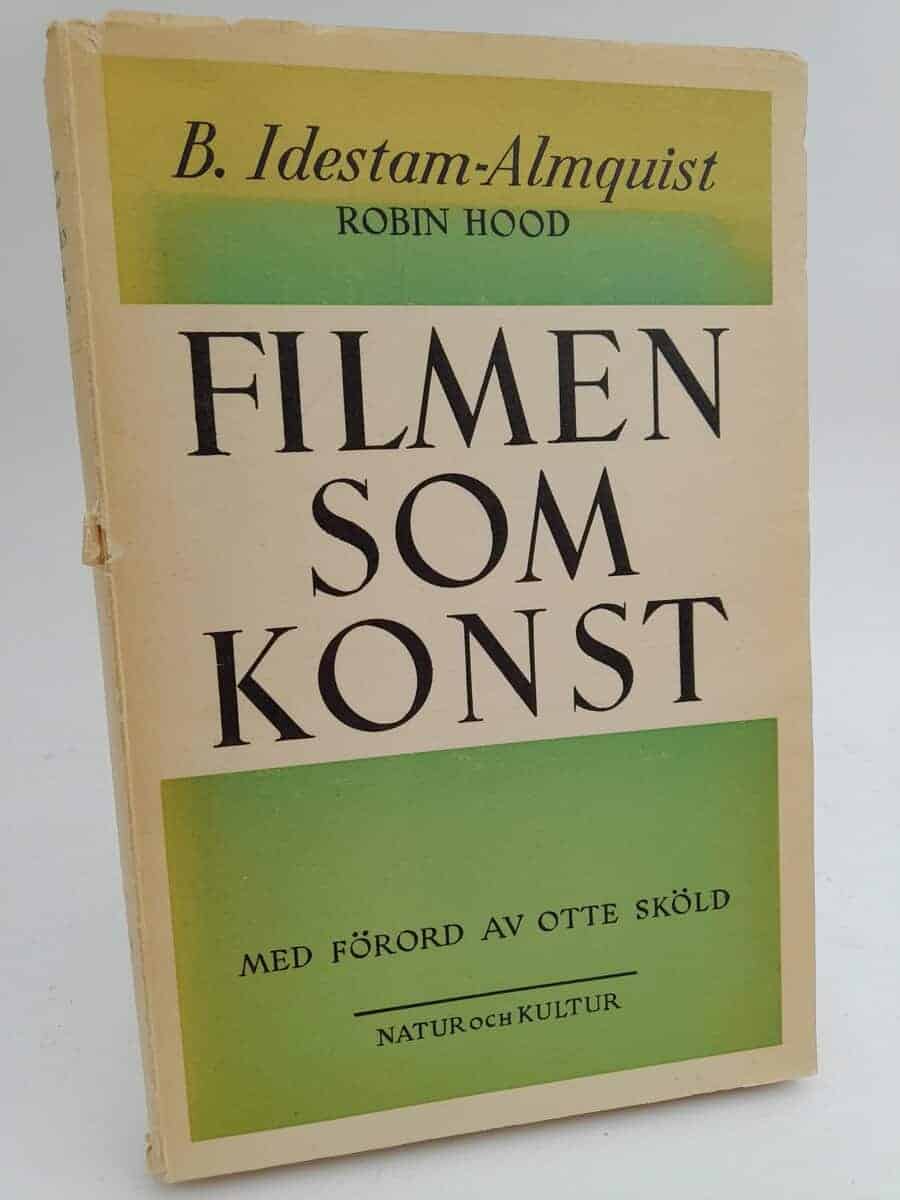 B. Idestam-Almquist
ROBIN HOOD
FILMEN
SOM
KONST
MED FÖRORD AV OTTE SKÖLD
NATUR OCH KULTUR